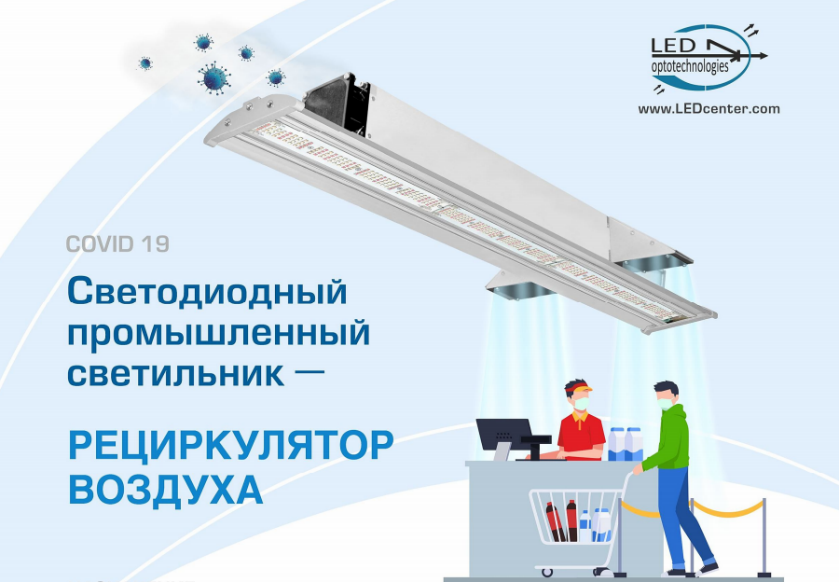 LED
optotechnologies
www.LEDcenter.com
COVID 19
Светодиодный
промышленный
светильник —
РЕЦИРКУЛЯТОР
ВОЗДУХА